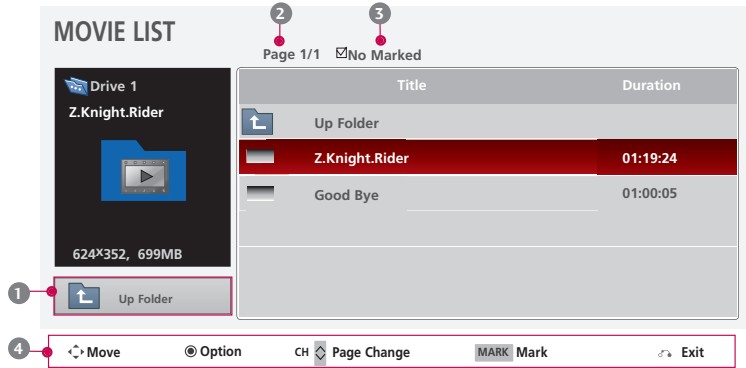 2
3
MOVIE LIST
Page 1/1 ☑No Marked
Drive 1
Z.Knight.Rider
624x352, 699MB
Title Duration
Up Folder
Z.Knight.Rider 01:19:24
Good Bye 01:00:05
1
Up Folder
4
Move Option CH Page Change MARK Mark Exit